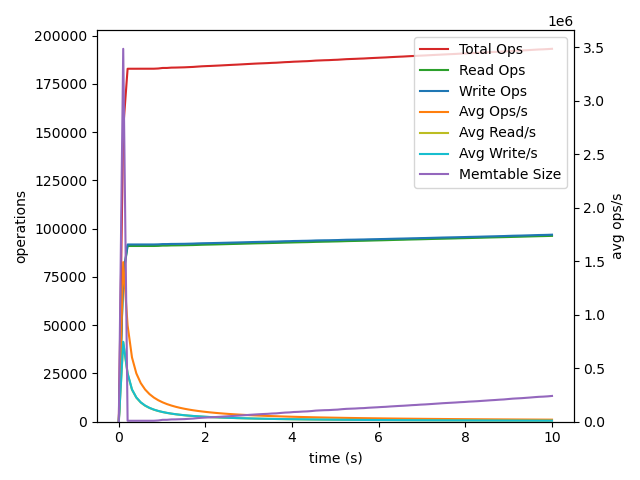 1e6
200000
175000
150000
125000
100000
75000
50000
25000
0
operations
3.5
3.0
2.5
2.0
1.5
1.0
0.5
0.0
avg ops/s
Total Ops
Read Ops
Write Ops
Avg Ops/s
Avg Read/s
Avg Write/s
Memtable Size
0 2 4 6 8 10
time (s)